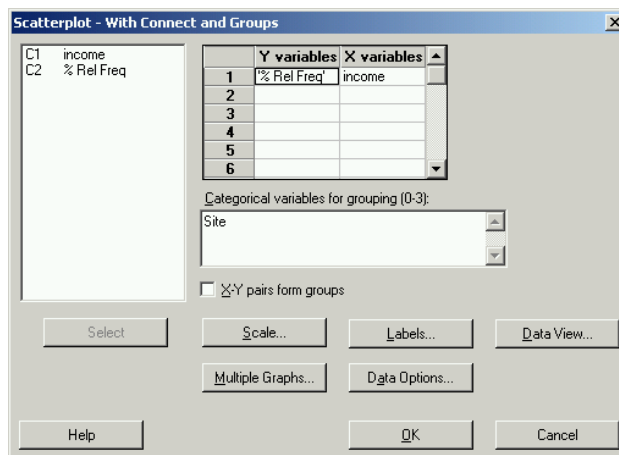 Scatterplot - With Connect and Groups
C1 income
C2 % Rel Freq
Y variables X variables
1 '% Rel Freq' income
2
3
4
5
6
Categorical variables for grouping (0-3):
Site
X-Y pairs form groups
Select
Scale...
Labels...
Data View...
Multiple Graphs...
Data Options...
Help
OK
Cancel